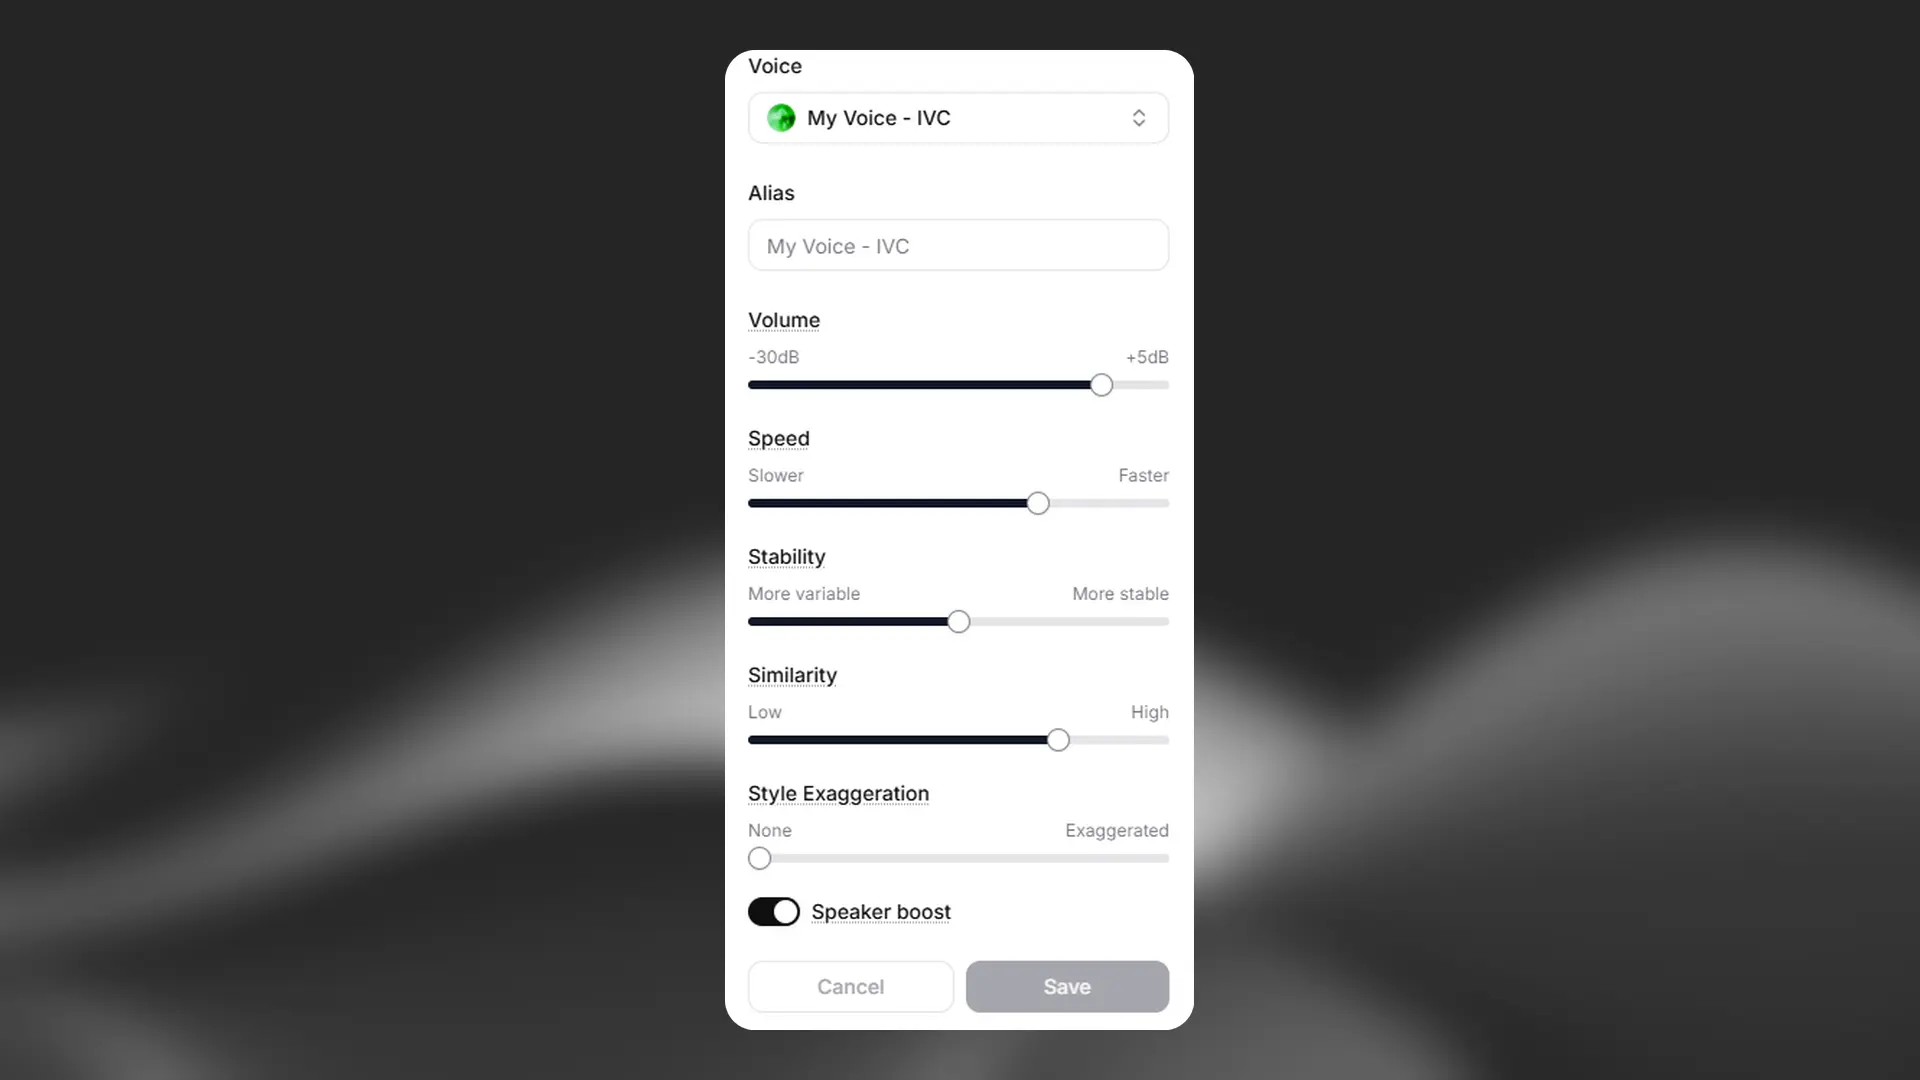 Voice
My Voice - IVC
Alias
My Voice - IVC
Volume
-30dB +5dB
Speed
Slower Faster
Stability
More variable More stable
Similarity
Low High
Style Exaggeration
None Exaggerated
Speaker boost
Cancel Save